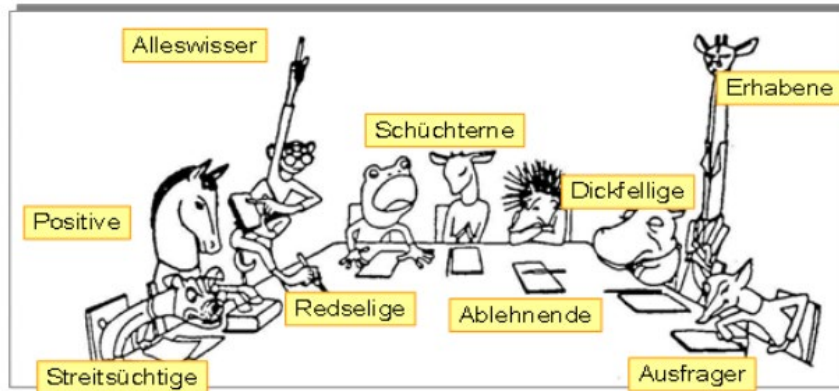 Alleswisser
Erhabene
Schüchterne
Dickfellige
Positive
Redselige
Ablehnende
Streitsüchtige
Ausfrager